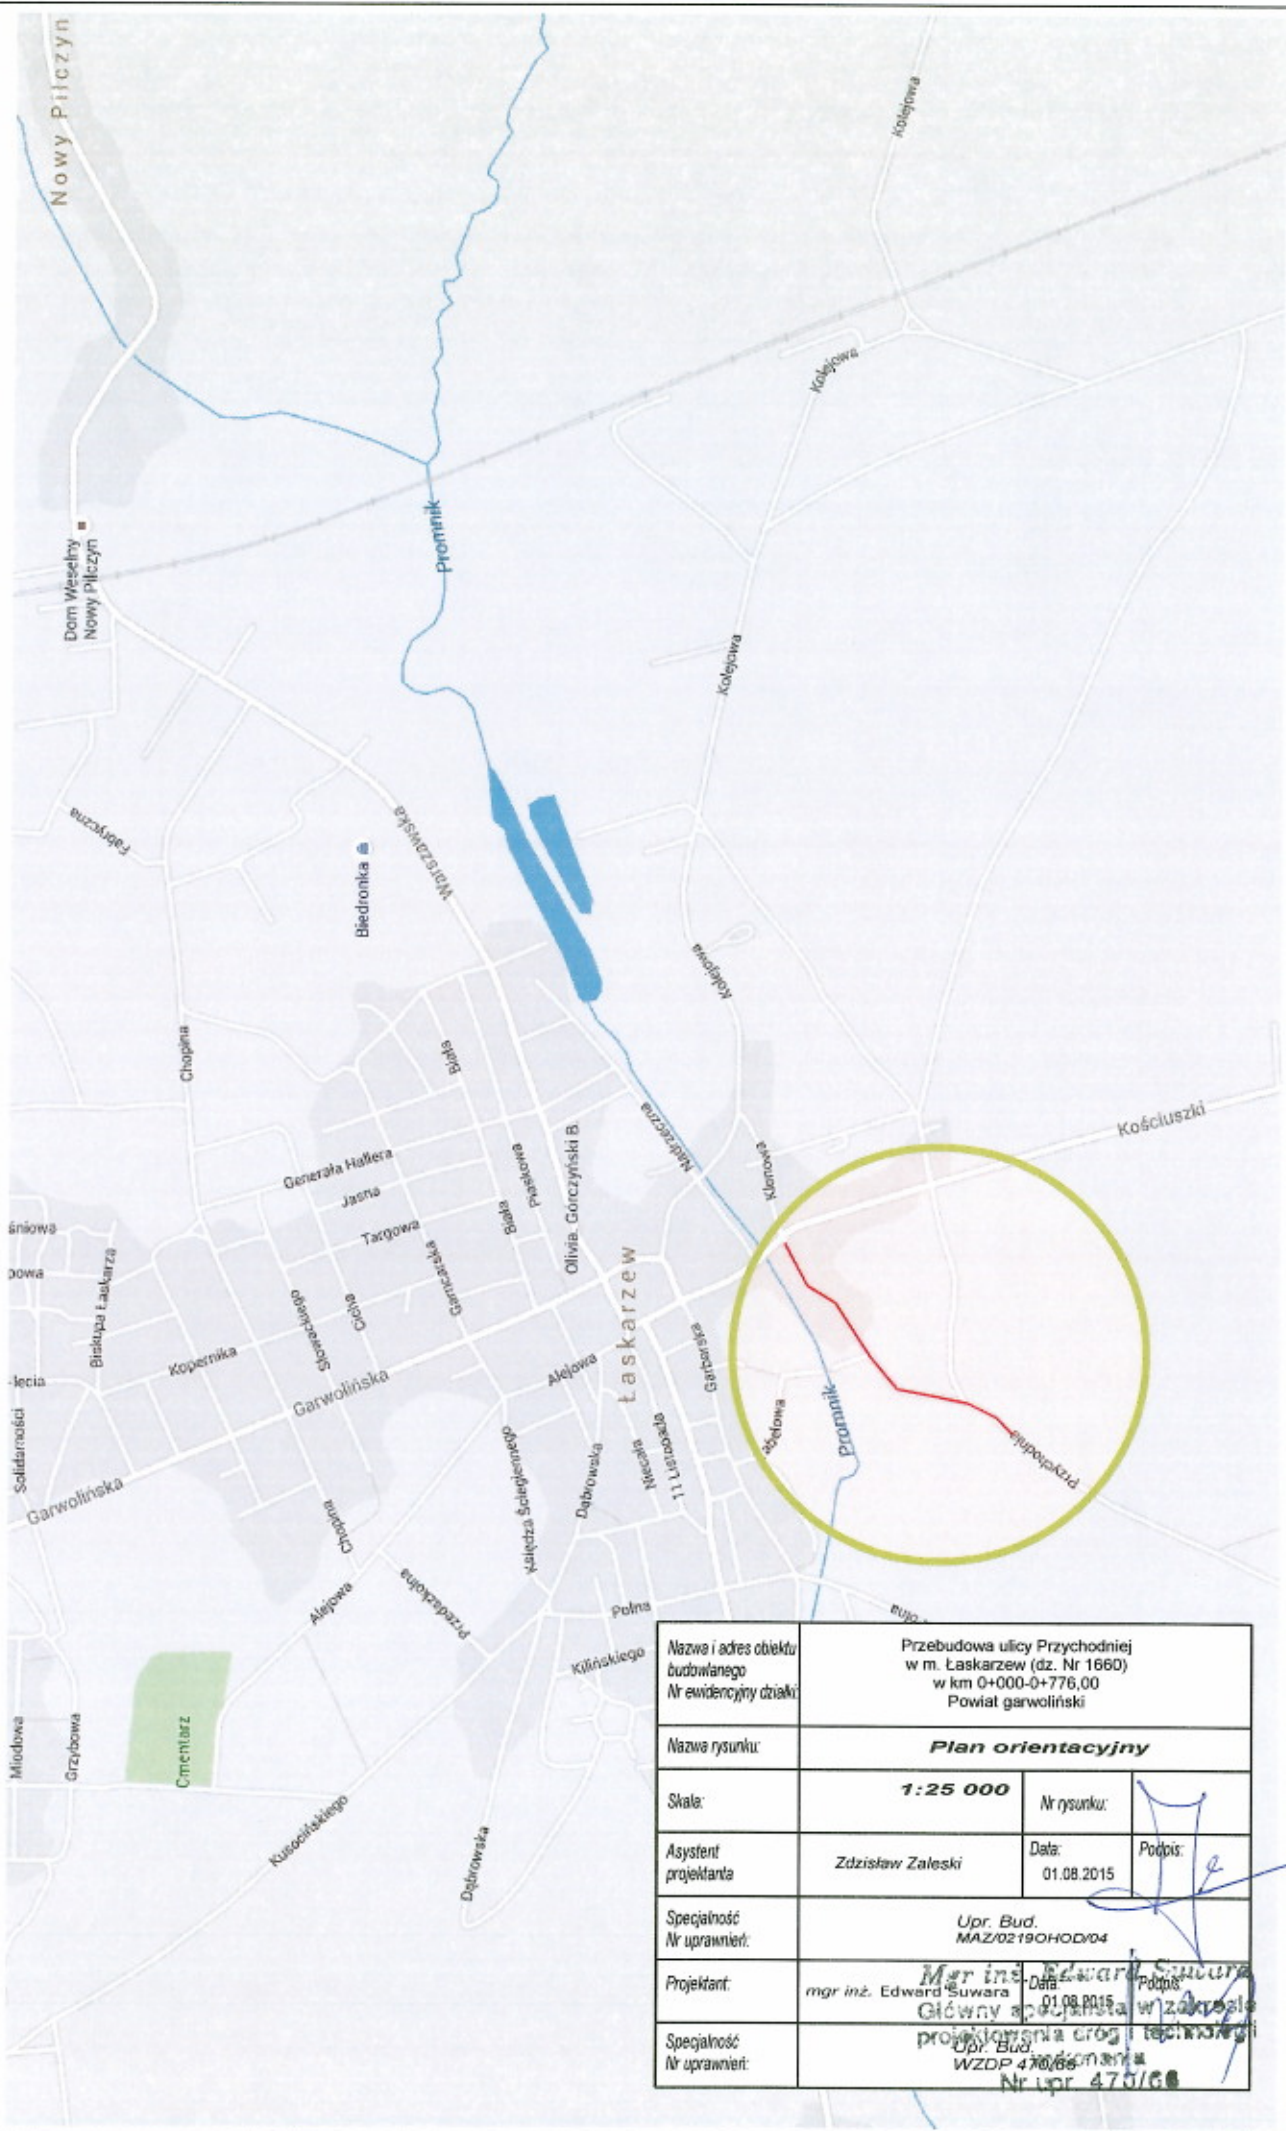 Nowy Pilczyn
Kolejowa
Kolejowa
Promnik
Dom Weselny
Nowy Pilczyn
Kolejowa
Fabryczna
Warszawska
Biedronka
Kolejowa
Chopina
Biała
Nadrzeczna
Kościuszki
Generała Hallera
Jasna
Piaskowa
Olivia. Górczyński B.
Klonowa
Targowa
Biała
śniowa
powa
Biskupa Łaskarza
Garncarska
Łaskarzew
Słowackiego
Cicha
Kopernika
Garbarska
Alejowa
-lecia
Garwolińska
Promnik
abelowa
Solidarności
Niecała
11 Listopada
Przychodnia
Garwolińska
Dąbrowska
Księdza Ściegiennego
Chopina
Alejowa
Przedszkolna
Polna
Kilińskiego
Miodowa
Grzybowa
Cmentarz
Kusocińskiego
Dąbrowska
Nazwa i adres obiektu
budowlanego
Nr ewidencyjny działki:
Przebudowa ulicy Przychodniej
w m. Łaskarzew (dz. Nr 1660)
w km 0+000-0+776,00
Powiat garwoliński
Nazwa rysunku:
Plan orientacyjny
Skala:
1:25 000
Nr rysunku:
Asystent
projektanta
Zdzisław Zaleski
Data:
01.08.2015
Podpis:
Specjalność
Nr uprawnień:
Upr. Bud.
MAZ/0219OHOD/04
Projektant:
mgr inż. Edward Suwara
Data:
01.08.2015
Podpis
Specjalność
Nr uprawnień:
Upr. Bud.
WZDP 470/68
Mgr inż. Edward Suwara
Główny specjalista w zakresie
projektowania dróg i technologii
wykonania
Nr upr. 470/68